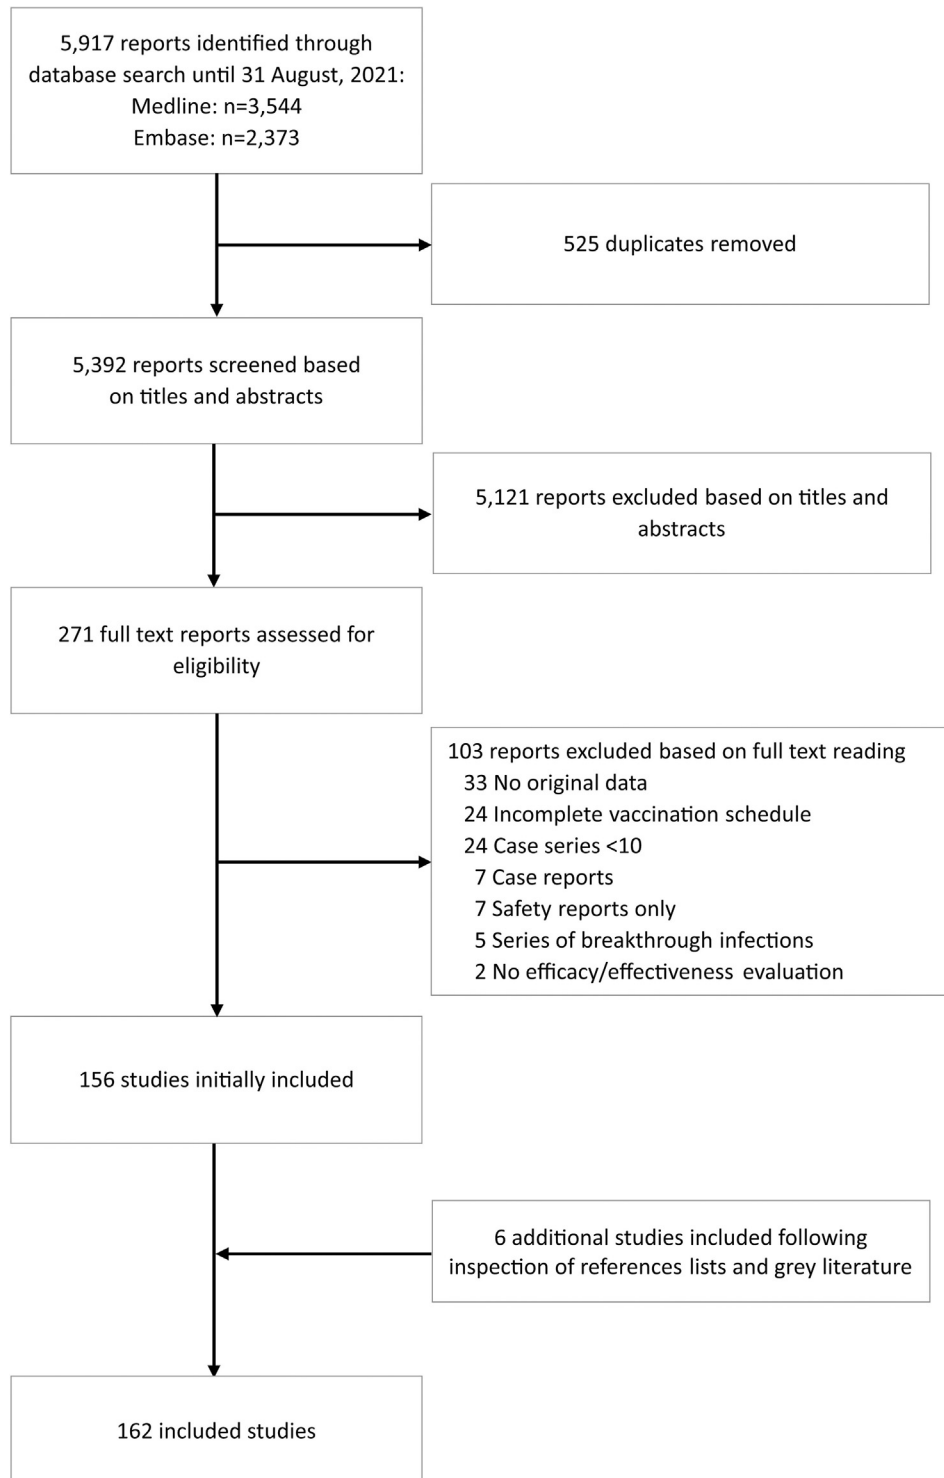 5,917 reports identified through
database search until 31 August, 2021:
Medline: n=3,544
Embase: n=2,373
525 duplicates removed
5,392 reports screened based
on titles and abstracts
5,121 reports excluded based on titles and
abstracts
271 full text reports assessed for
eligibility
103 reports excluded based on full text reading
33 No original data
24 Incomplete vaccination schedule
24 Case series <10
7 Case reports
7 Safety reports only
5 Series of breakthrough infections
2 No efficacy/effectiveness evaluation
156 studies initially included
6 additional studies included following
inspection of references lists and grey literature
162 included studies